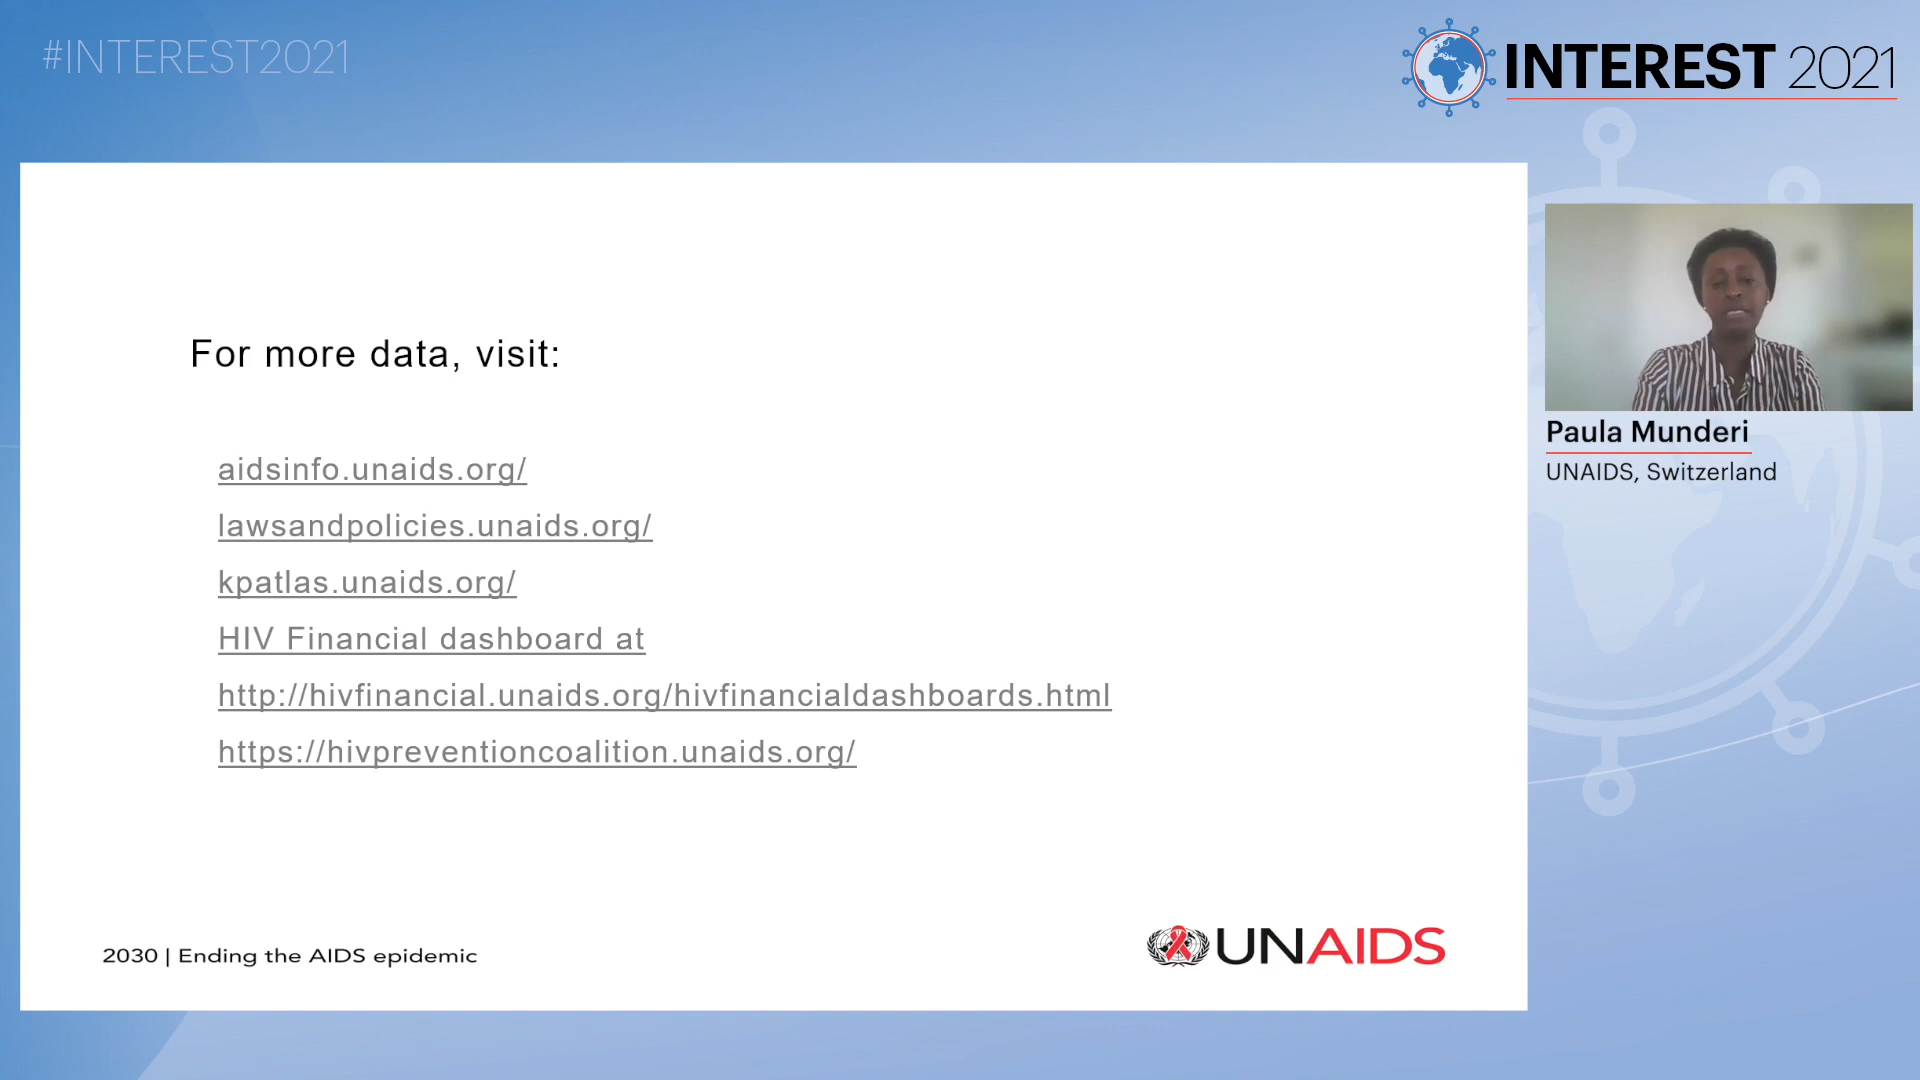 #INTEREST2021
INTEREST 2021
For more data, visit:
aidsinfo.unaids.org/
lawsandpolicies.unaids.org/
kpatlas.unaids.org/
HIV Financial dashboard at
http://hivfinancial.unaids.org/hivfinancialdashboards.html
https://hivpreventioncoalition.unaids.org/
Paula Munderi
UNAIDS, Switzerland
2030 | Ending the AIDS epidemic
UNAIDS